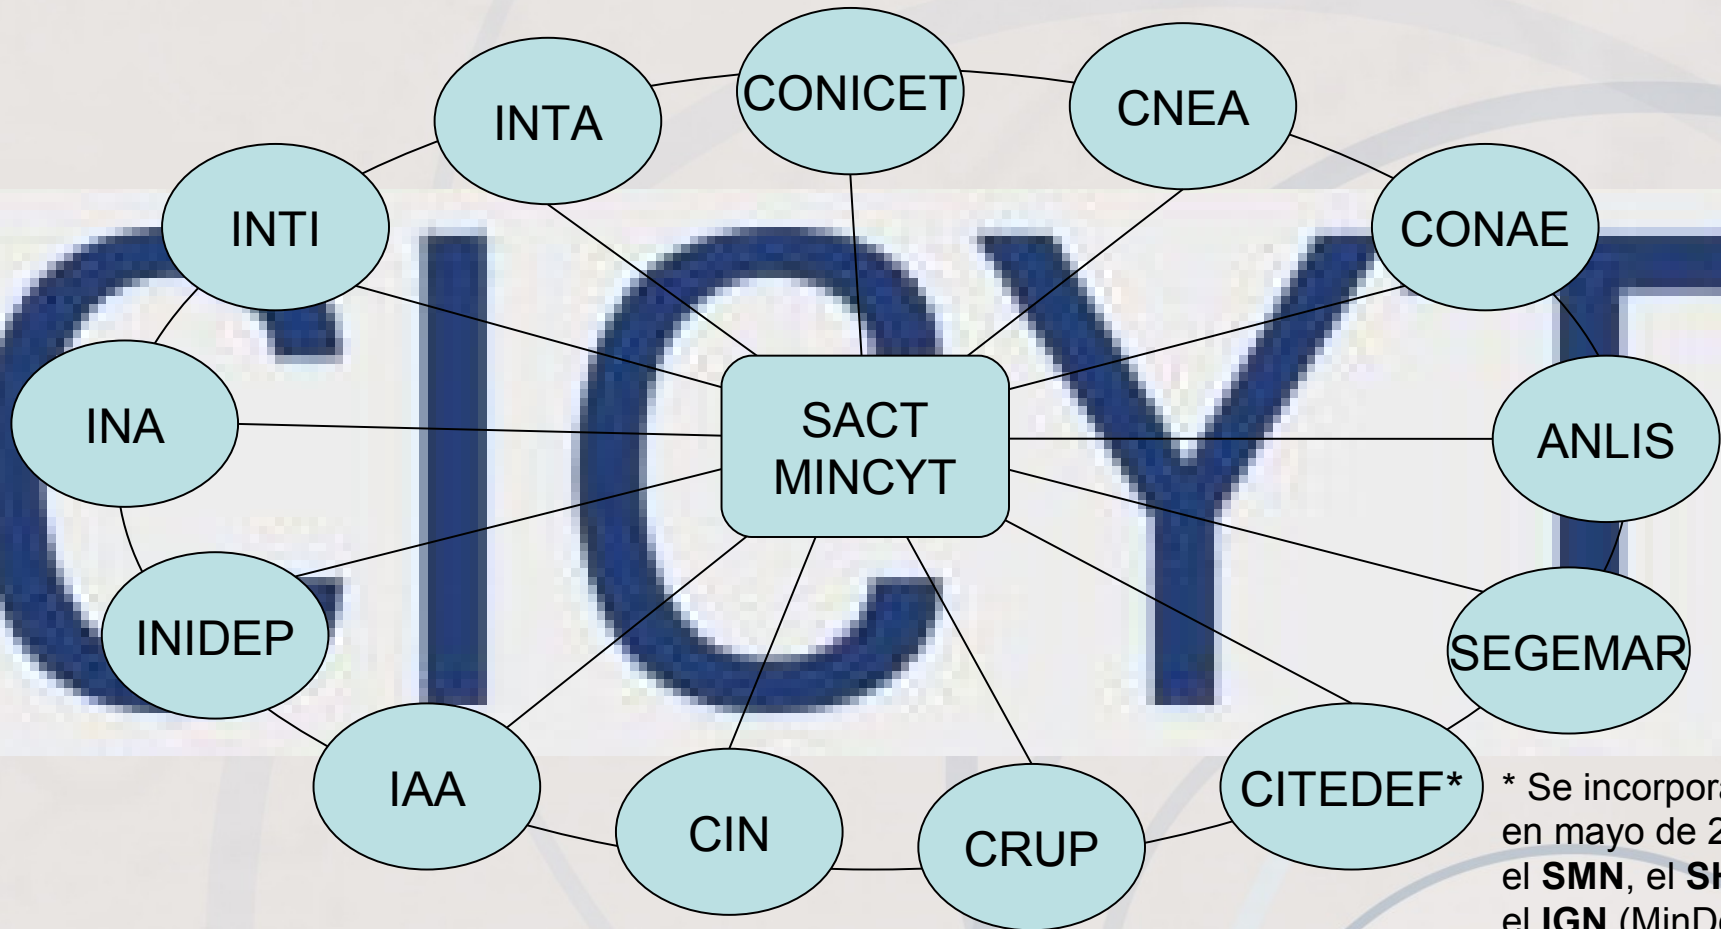 CICYT
CONICET
INTA
CNEA
INTI
CONAE
INA
SACT
MINCYT
ANLIS
INIDEP
SEGEMAR
IAA
CITEDEF*
CIN
CRUP
* Se
en mayo de
el SMN, el
el IGN